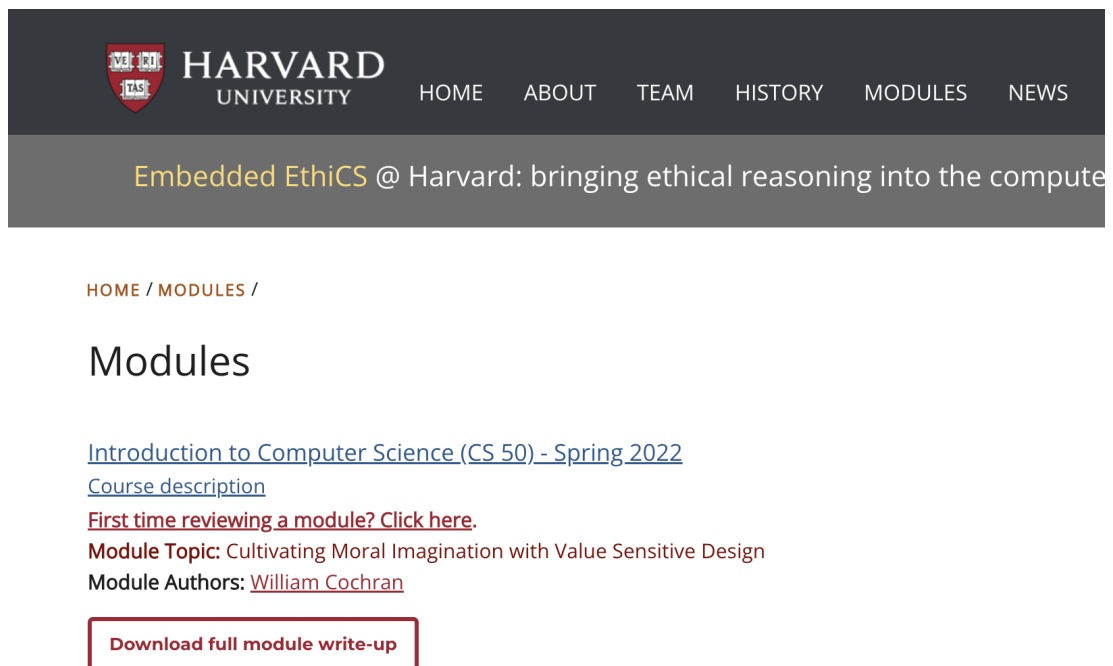 VE RI
TAS
HARVARD
UNIVERSITY
HOME ABOUT TEAM HISTORY MODULES NEWS
Embedded EthiCS @ Harvard: bringing ethical reasoning into the compute
HOME / MODULES /
Modules
Introduction to Computer Science (CS 50) - Spring 2022
Course description
First time reviewing a module? Click here.
Module Topic: Cultivating Moral Imagination with Value Sensitive Design
Module Authors: William Cochran
Download full module write-up